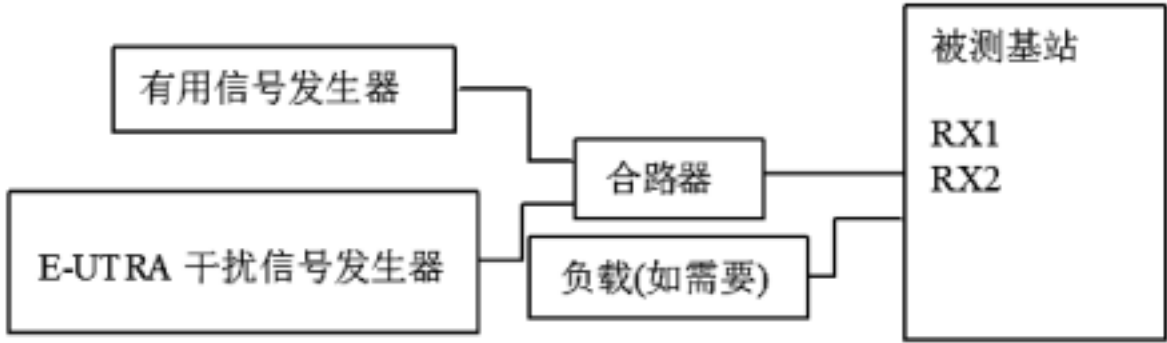 有用信号发生器
E-UTRA 干扰信号发生器
合路器
负载(如需要)
被测基站
RX1
RX2